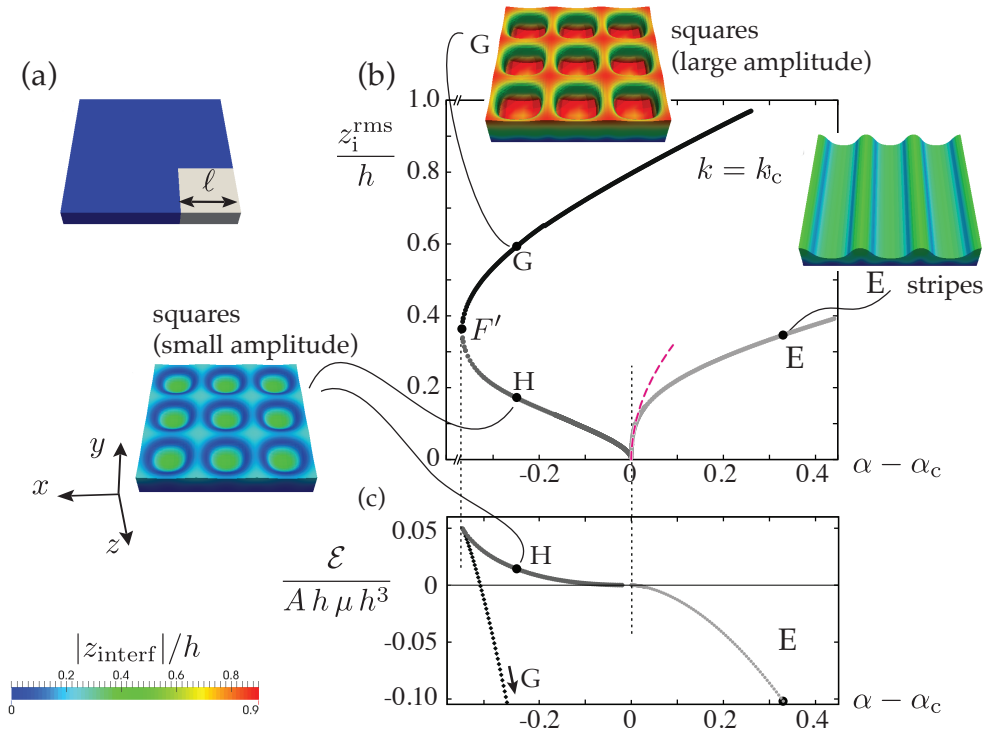 (a)
ℓ
squares
(small amplitude)
y
x
z
|z_interf|/h
0.2 0.4 0.6 0.8
0 0.9
(b)
G
squares
(large amplitude)
z_i^rms / h
k = k_c
1.0
0.8
0.6
0.4
0.2
0
G
F′
H
E
E stripes
-0.2 0 0.2 0.4
α − α_c
(c)
ℰ / A h μ h³
0.05
0
-0.05
-0.10
H
G
E
-0.2 0 0.2 0.4
α − α_c